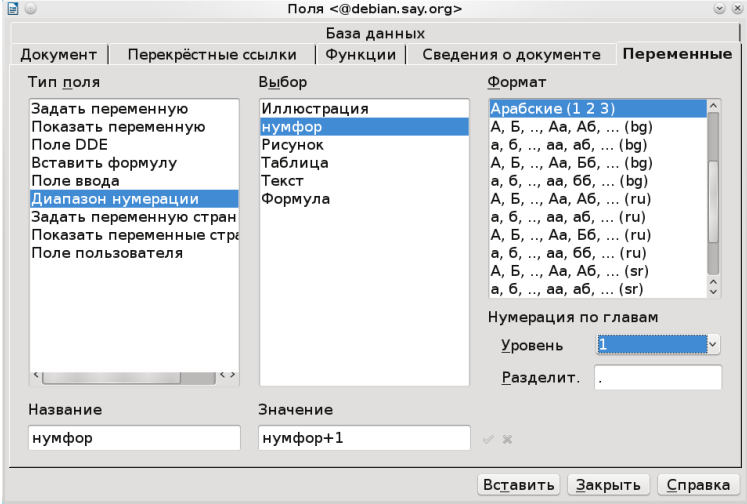 Поля <@debian.say.org>
База данных
Документ Перекрёстные ссылки Функции Сведения о документе Переменные
Тип поля
Задать переменную
Показать переменную
Поле DDE
Вставить формулу
Поле ввода
Диапазон нумерации
Задать переменную стран
Показать переменные стра
Поле пользователя
Выбор
Иллюстрация
нумфор
Рисунок
Таблица
Текст
Формула
Формат
Арабские (1 2 3)
А, Б, .., Аа, Аб, ... (bg)
а, б, .., аа, аб, ... (bg)
А, Б, .., Аа, Бб, ... (bg)
а, б, .., аа, бб, ... (bg)
А, Б, .., Аа, Аб, ... (ru)
а, б, .., аа, аб, ... (ru)
А, Б, .., Аа, Бб, ... (ru)
а, б, .., аа, бб, ... (ru)
А, Б, .., Аа, Аб, ... (sr)
а, б, .., аа, аб, ... (sr)
Нумерация по главам
Уровень 1
Разделит. .
Название
нумфор
Значение
нумфор+1
Вставить Закрыть Справка